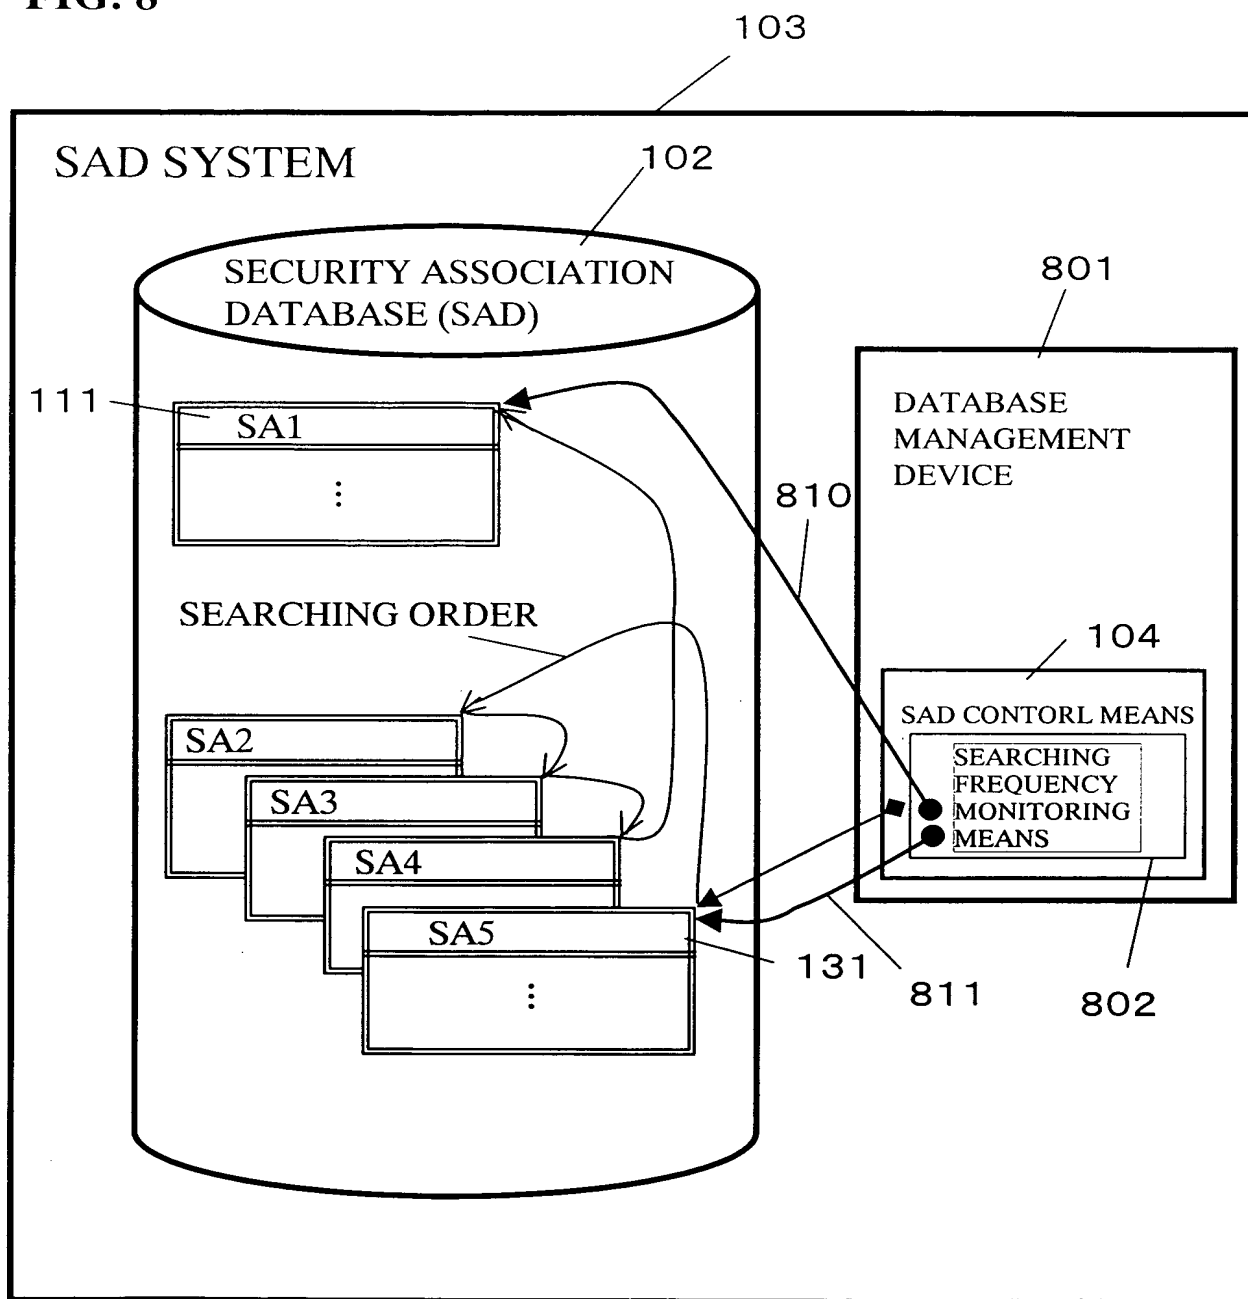 FIG. 8
103
SAD SYSTEM
102
SECURITY ASSOCIATION
DATABASE (SAD)
801
111
SA1
⋮
DATABASE
MANAGEMENT
DEVICE
810
SEARCHING ORDER
104
SAD CONTORL MEANS
SEARCHING
FREQUENCY
MONITORING
MEANS
SA2
SA3
SA4
SA5
⋮
131
811
802